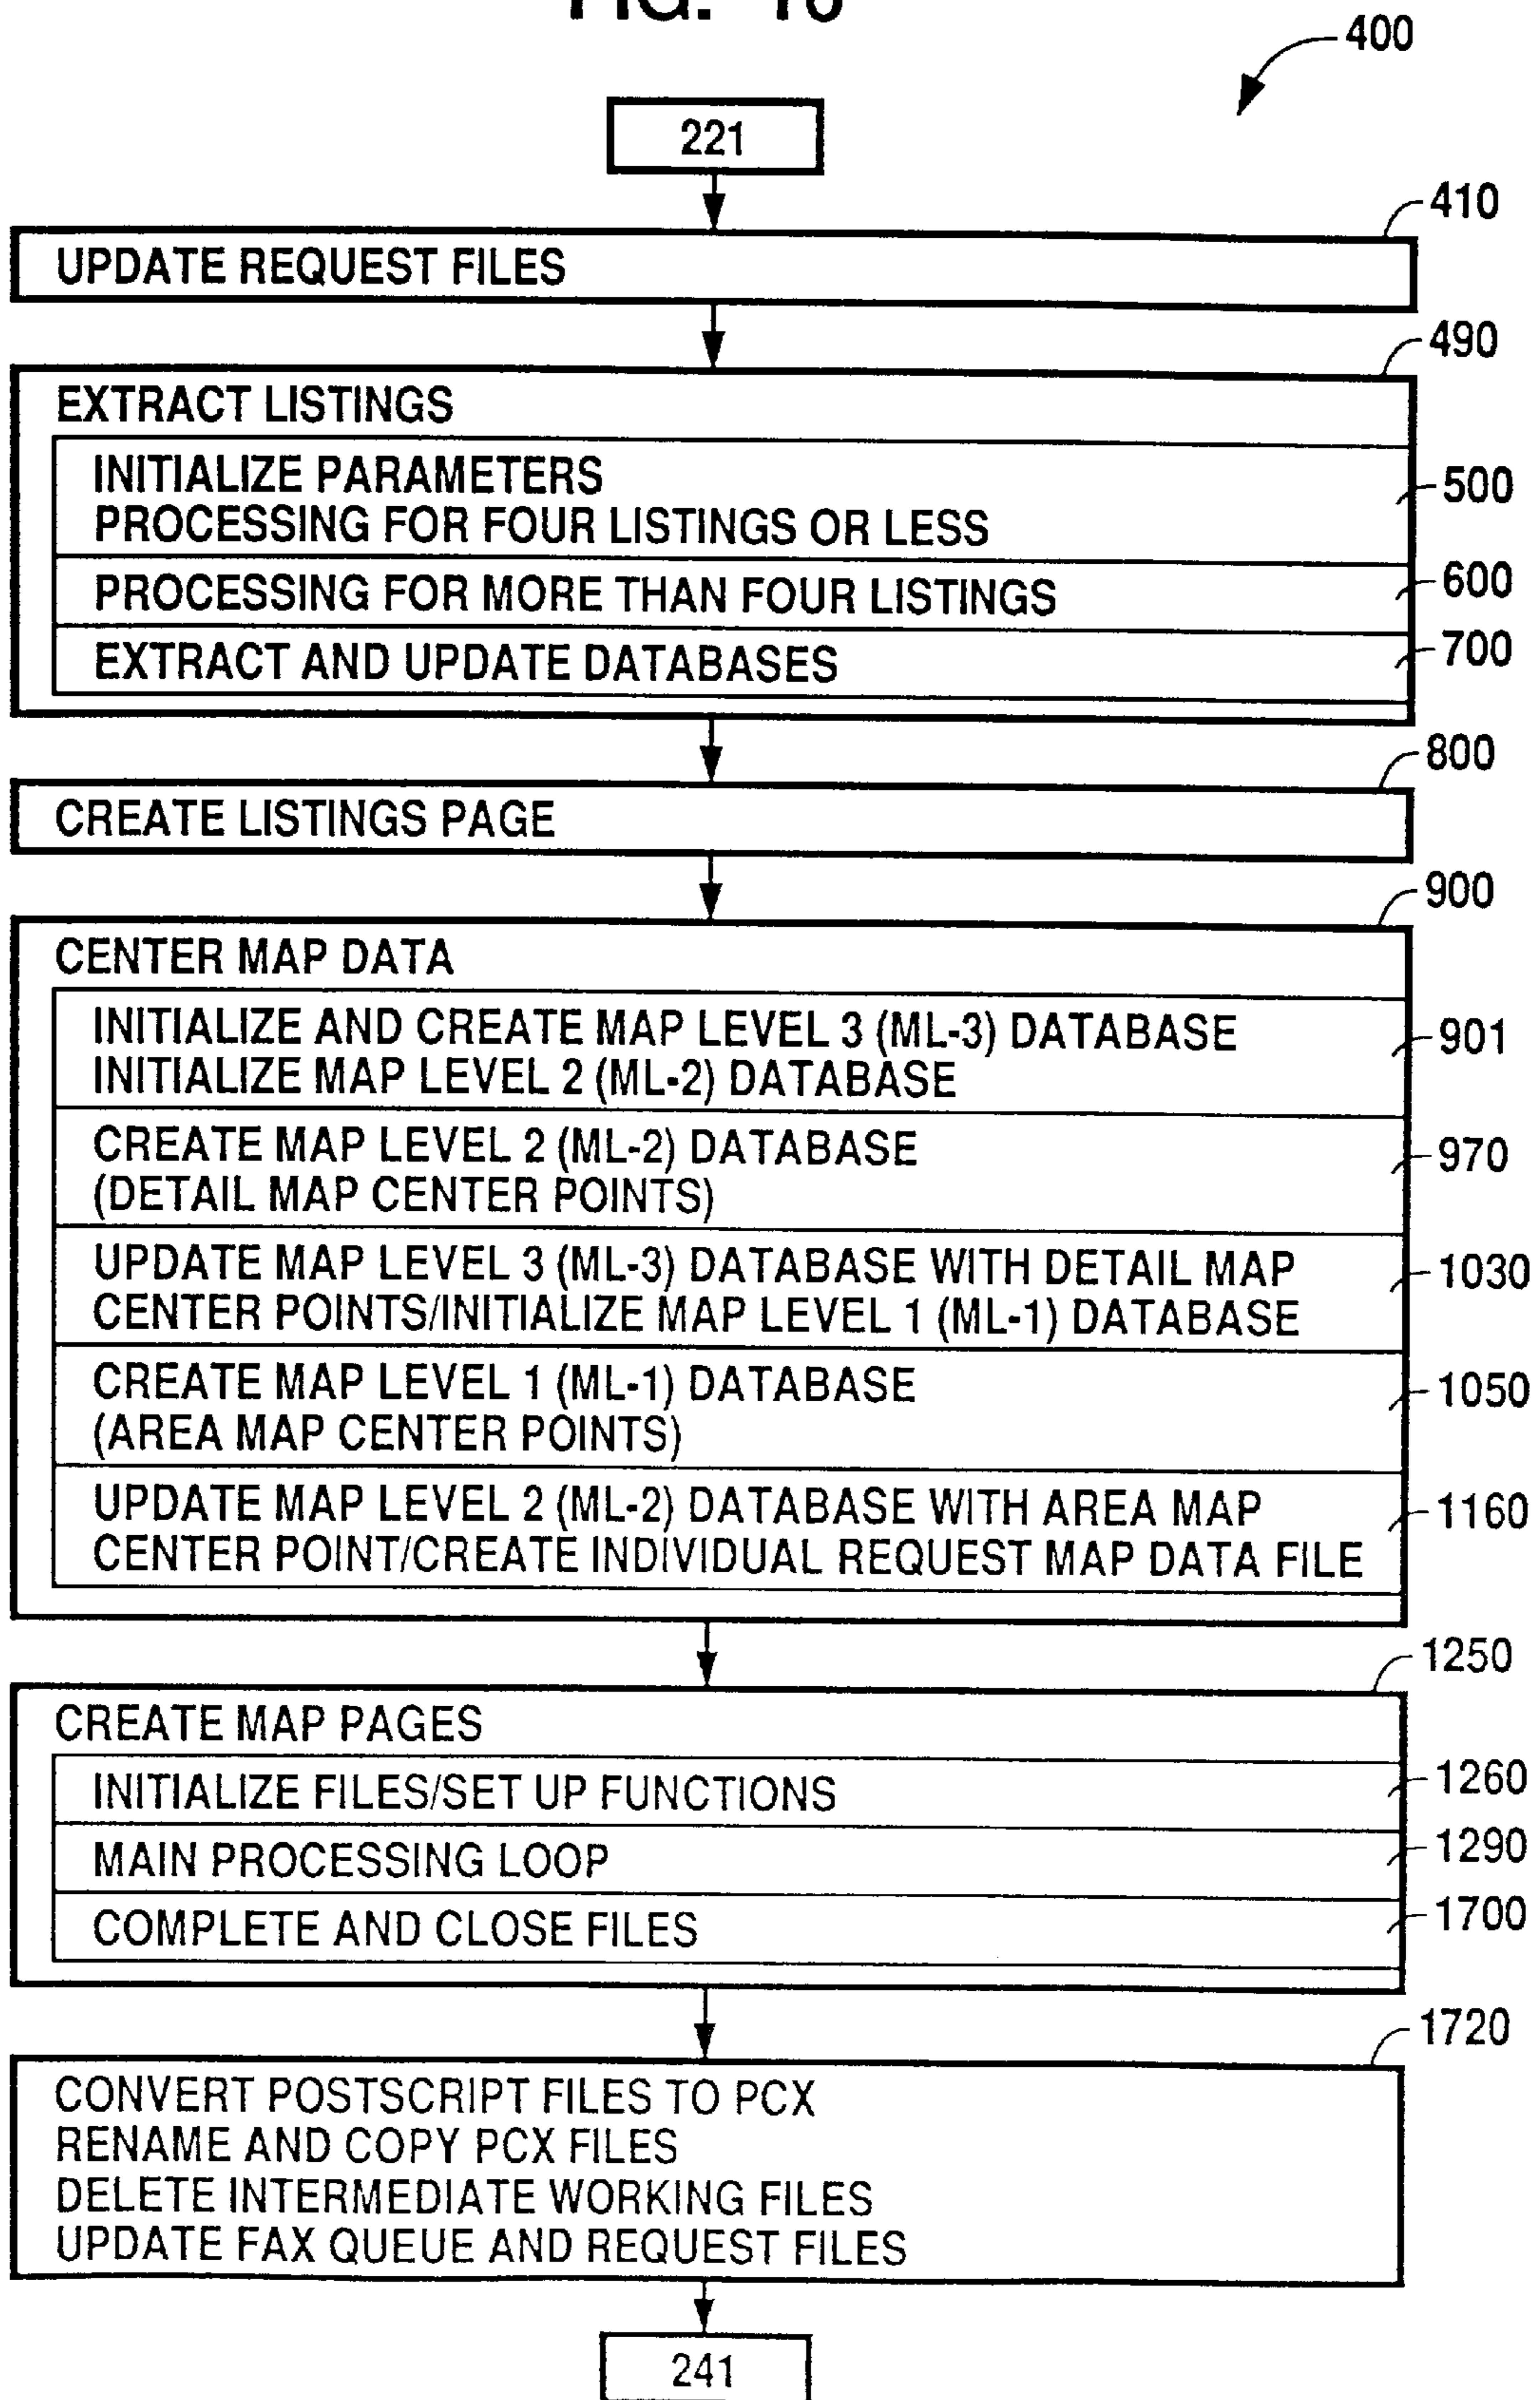 400
221
410
UPDATE REQUEST FILES
490
EXTRACT LISTINGS
INITIALIZE PARAMETERS
PROCESSING FOR FOUR LISTINGS OR LESS
500
PROCESSING FOR MORE THAN FOUR LISTINGS
600
EXTRACT AND UPDATE DATABASES
700
800
CREATE LISTINGS PAGE
900
CENTER MAP DATA
INITIALIZE AND CREATE MAP LEVEL 3 (ML-3) DATABASE
INITIALIZE MAP LEVEL 2 (ML-2) DATABASE
901
CREATE MAP LEVEL 2 (ML-2) DATABASE
(DETAIL MAP CENTER POINTS)
970
UPDATE MAP LEVEL 3 (ML-3) DATABASE WITH DETAIL MAP
CENTER POINTS/INITIALIZE MAP LEVEL 1 (ML-1) DATABASE
1030
CREATE MAP LEVEL 1 (ML-1) DATABASE
(AREA MAP CENTER POINTS)
1050
UPDATE MAP LEVEL 2 (ML-2) DATABASE WITH AREA MAP
CENTER POINT/CREATE INDIVIDUAL REQUEST MAP DATA FILE
1160
1250
CREATE MAP PAGES
INITIALIZE FILES/SET UP FUNCTIONS
1260
MAIN PROCESSING LOOP
1290
COMPLETE AND CLOSE FILES
1700
1720
CONVERT POSTSCRIPT FILES TO PCX
RENAME AND COPY PCX FILES
DELETE INTERMEDIATE WORKING FILES
UPDATE FAX QUEUE AND REQUEST FILES
241